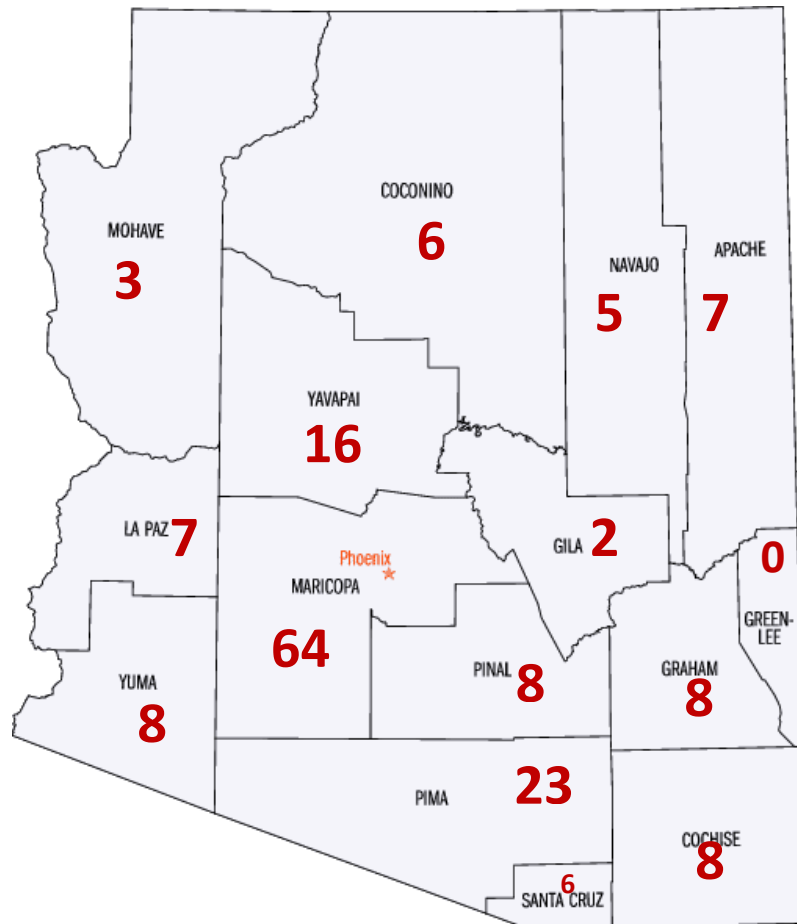 COCONINO
6
MOHAVE
3
NAVAJO
5
APACHE
7
YAVAPAI
16
LA PAZ 7
GILA 2
0
GREEN-
LEE
Phoenix
MARICOPA
64
YUMA
8
PINAL 8
GRAHAM
8
PIMA 23
COCHISE
8
6
SANTA CRUZ